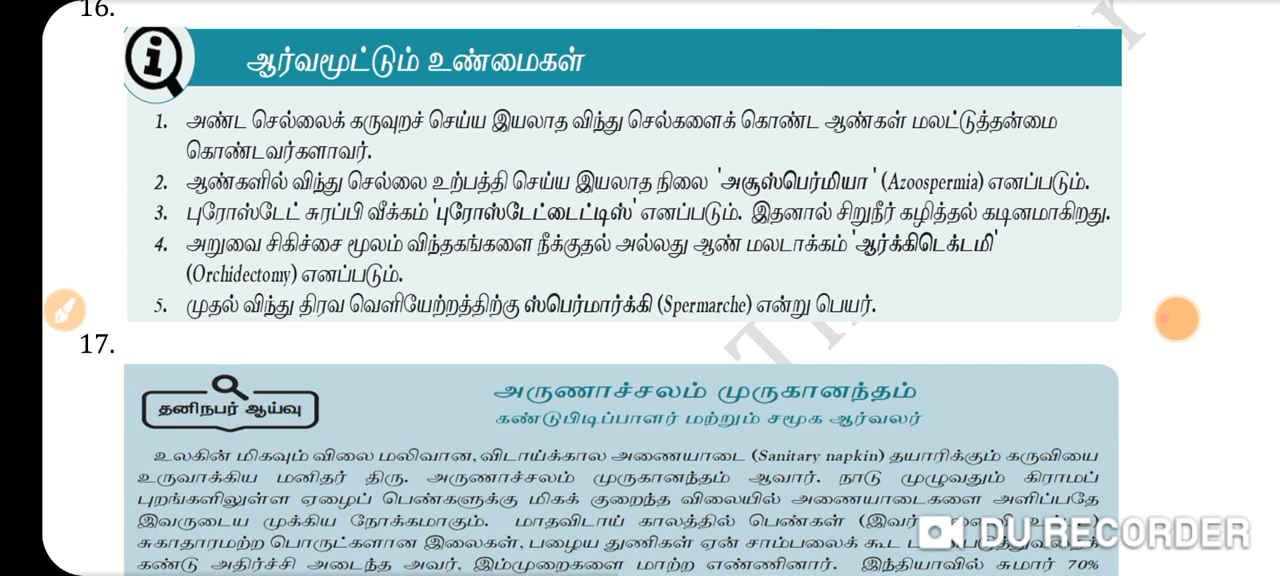 16.
ஆர்வமூட்டும் உண்மைகள்
1. அண்ட செல்லைக் கருவுறச் செய்ய இயலாத விந்து செல்களைக் கொண்ட ஆண்கள் மலட்டுத்தன்மை
கொண்டவர்களாவர்.
2. ஆண்களில் விந்து செல்லை உற்பத்தி செய்ய இயலாத நிலை 'அசூஸ்பெர்மியா' (Azoospermia) எனப்படும்.
3. புரோஸ்டேட் சுரப்பி வீக்கம் 'புரோஸ்டேட்டைட்டிஸ்' எனப்படும். இதனால் சிறுநீர் கழித்தல் கடினமாகிறது.
4. அறுவை சிகிச்சை மூலம் விந்தகங்களை நீக்குதல் அல்லது ஆண் மலடாக்கம் 'ஆர்க்கிடெக்டமி'
(Orchidectomy) எனப்படும்.
5. முதல் விந்து திரவ வெளியேற்றத்திற்கு ஸ்பெர்மார்க்கி (Spermarche) என்று பெயர்.
17.
தனிநபர் ஆய்வு
அருணாச்சலம் முருகானந்தம்
கண்டுபிடிப்பாளர் மற்றும் சமூக ஆர்வலர்
உலகின் மிகவும் விலை மலிவான, விடாய்க்கால அணையாடை (Sanitary napkin) தயாரிக்கும் கருவியை
உருவாக்கிய மனிதர் திரு. அருணாச்சலம் முருகானந்தம் ஆவார். நாடு முழுவதும் கிராமப்
புறங்களிலுள்ள ஏழைப் பெண்களுக்கு மிகக் குறைந்த விலையில் அணையாடைகளை அளிப்பதே
இவருடைய முக்கிய நோக்கமாகும். மாதவிடாய் காலத்தில் பெண்கள்
சுகாதாரமற்ற பொருட்களான இலைகள், பழைய துணிகள் ஏன் சாம்பலைக் கூட
கண்டு அதிர்ச்சி அடைந்த அவர், இம்முறைகளை மாற்ற எண்ணினார். இந்தியாவில் சுமார் 70%
DU RECORDER